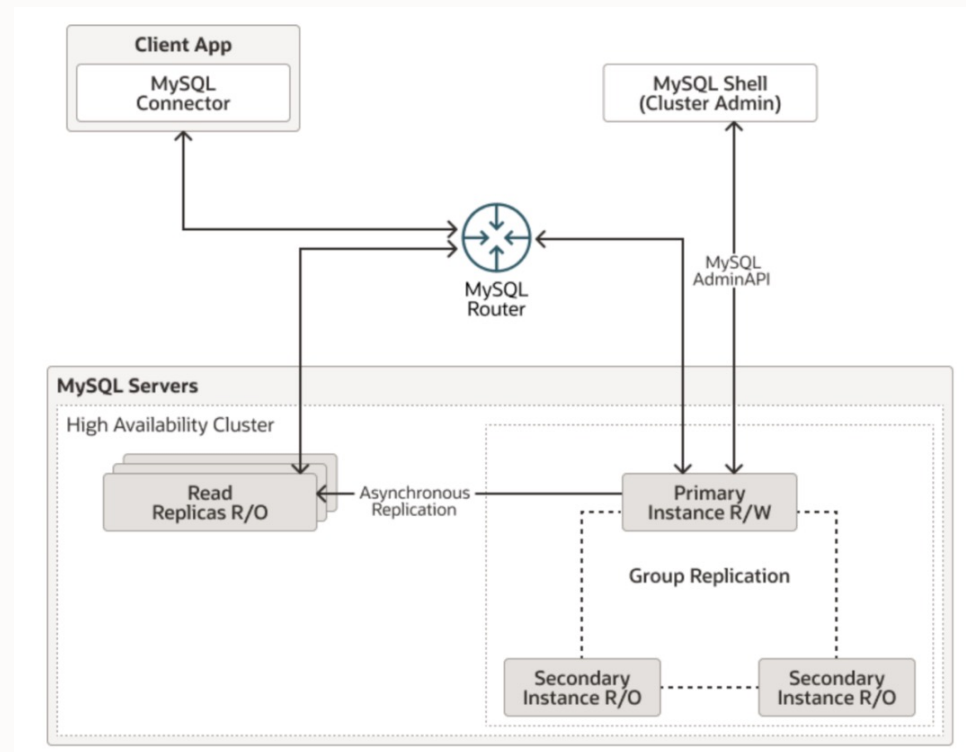 Client App
MySQL
Connector
MySQL Shell
(Cluster Admin)
MySQL
Router
MySQL
AdminAPI
MySQL Servers
High Availability Cluster
Read
Replicas R/O
Asynchronous
Replication
Primary
Instance R/W
Group Replication
Secondary
Instance R/O
Secondary
Instance R/O